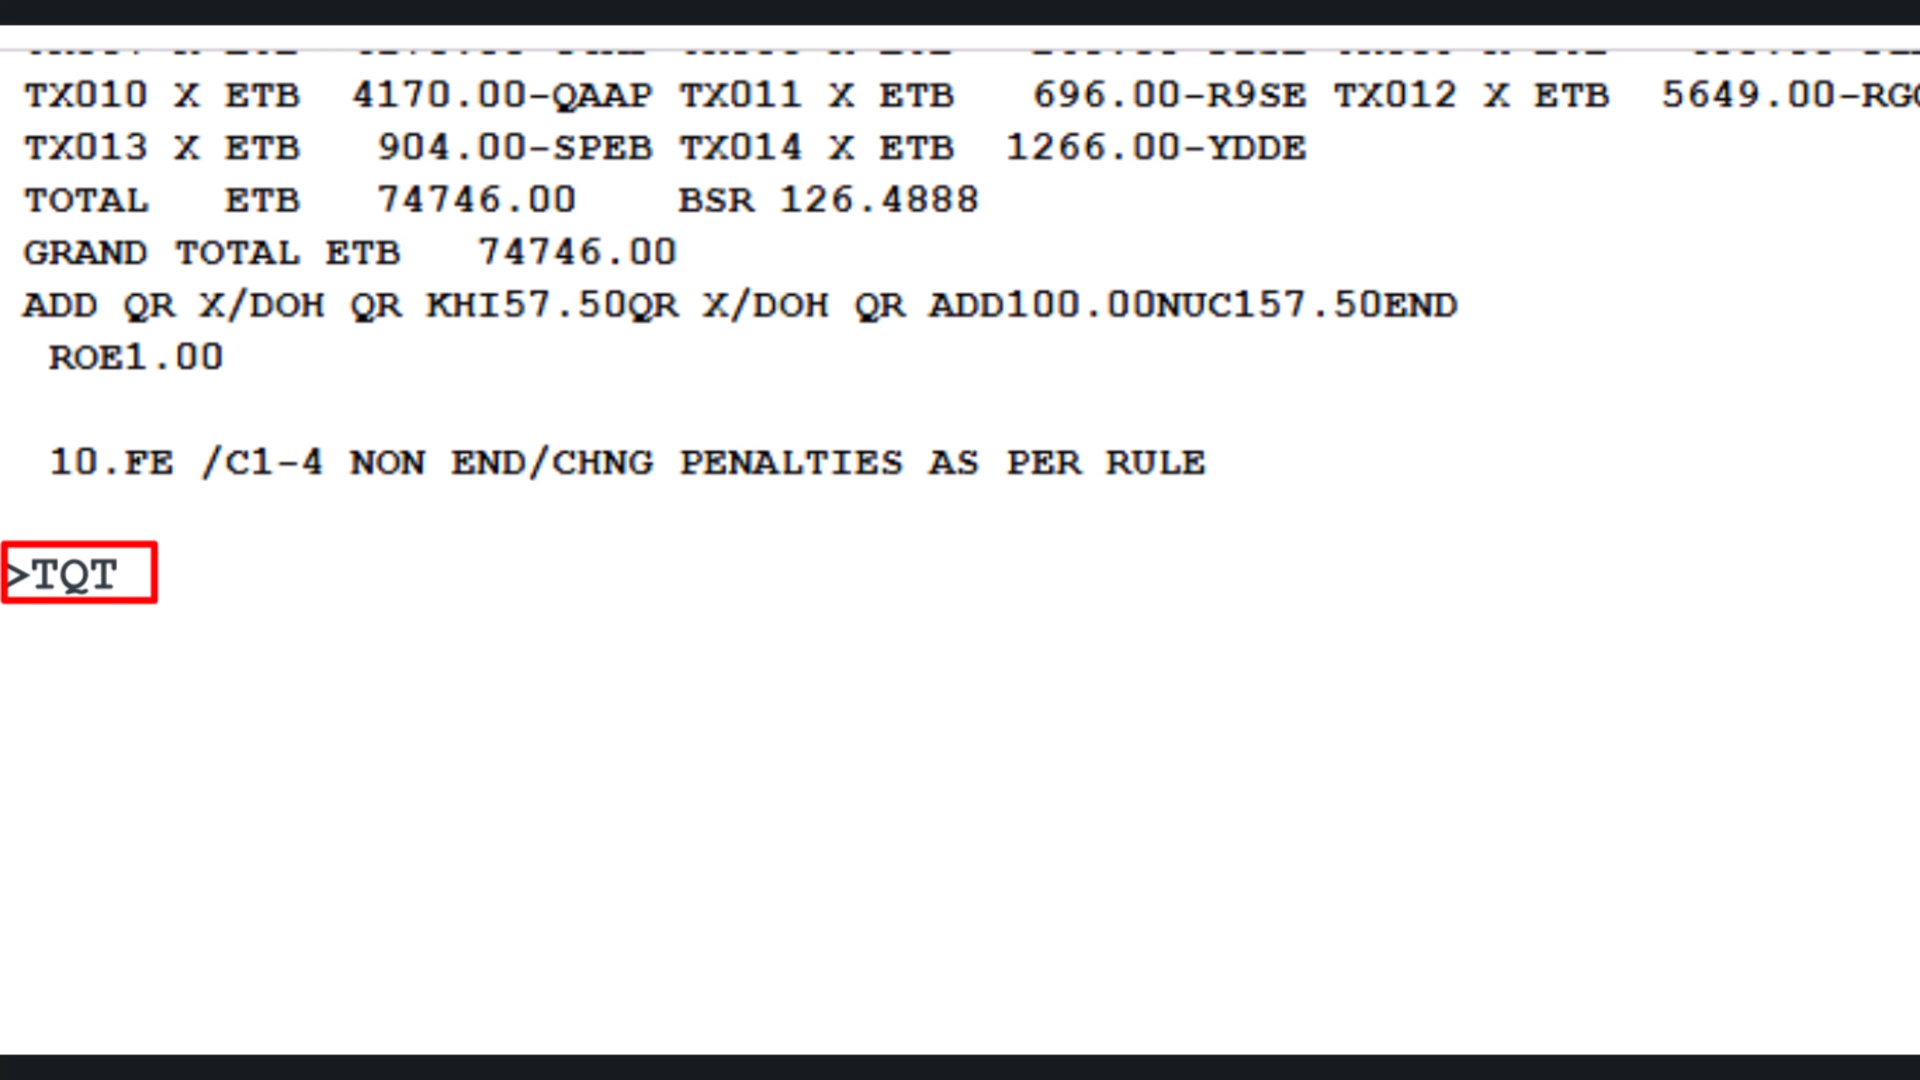 TX010 X ETB  4170.00-QAAP TX011 X ETB   696.00-R9SE TX012 X ETB  5649.00-RG
TX013 X ETB   904.00-SPEB TX014 X ETB  1266.00-YDDE
TOTAL   ETB   74746.00    BSR 126.4888
GRAND TOTAL ETB   74746.00
ADD QR X/DOH QR KHI57.50QR X/DOH QR ADD100.00NUC157.50END
ROE1.00
10.FE /C1-4 NON END/CHNG PENALTIES AS PER RULE
>TQT